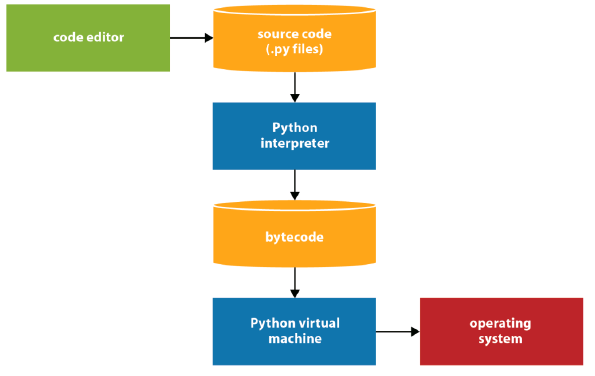 code editor
source code
(.py files)
Python
interpreter
bytecode
Python virtual
machine
operating
system